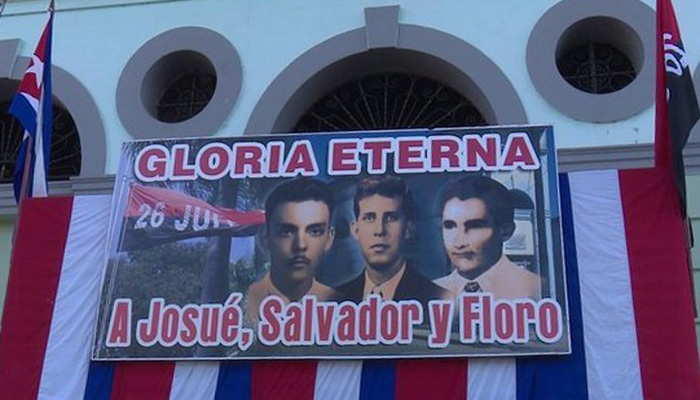 GLORIA ETERNA
26 JU
A Josué, Salvador y Floro